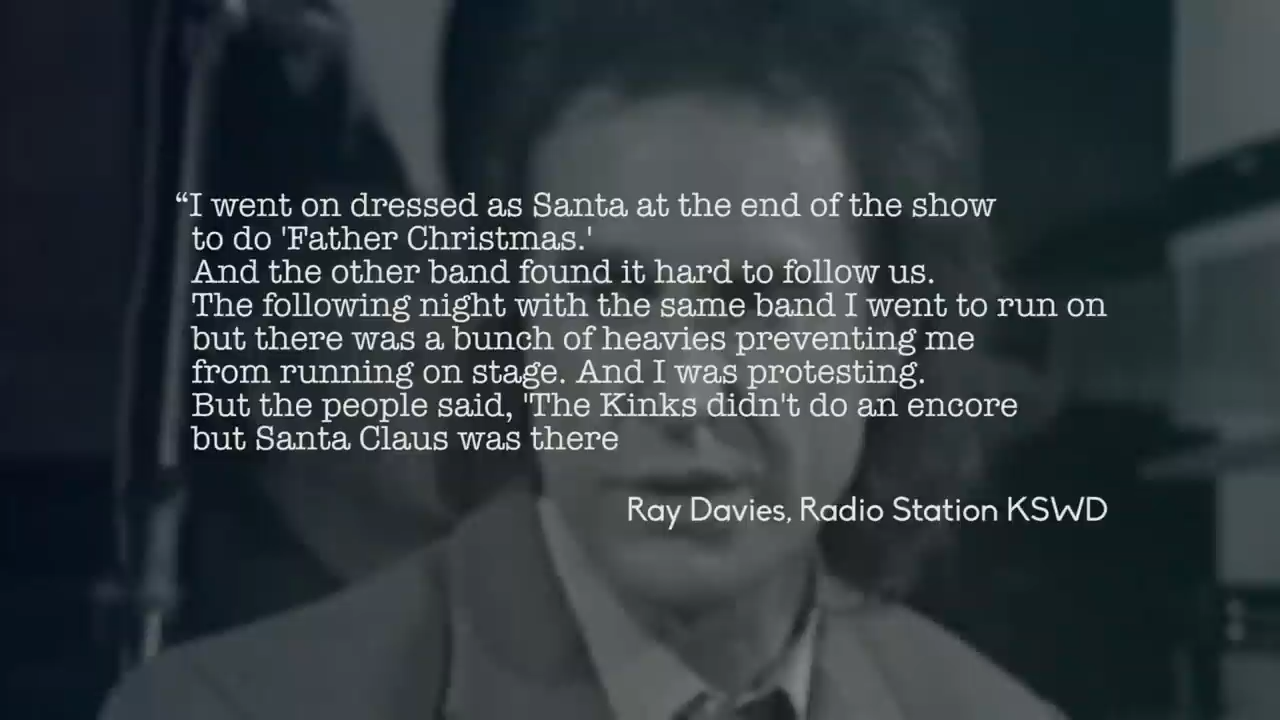 “I went on dressed as Santa at the end of the show
to do 'Father Christmas.'
And the other band found it hard to follow us.
The following night with the same band I went to run on
but there was a bunch of heavies preventing me
from running on stage. And I was protesting.
But the people said, 'The Kinks didn't do an encore
but Santa Claus was there
Ray Davies, Radio Station KSWD